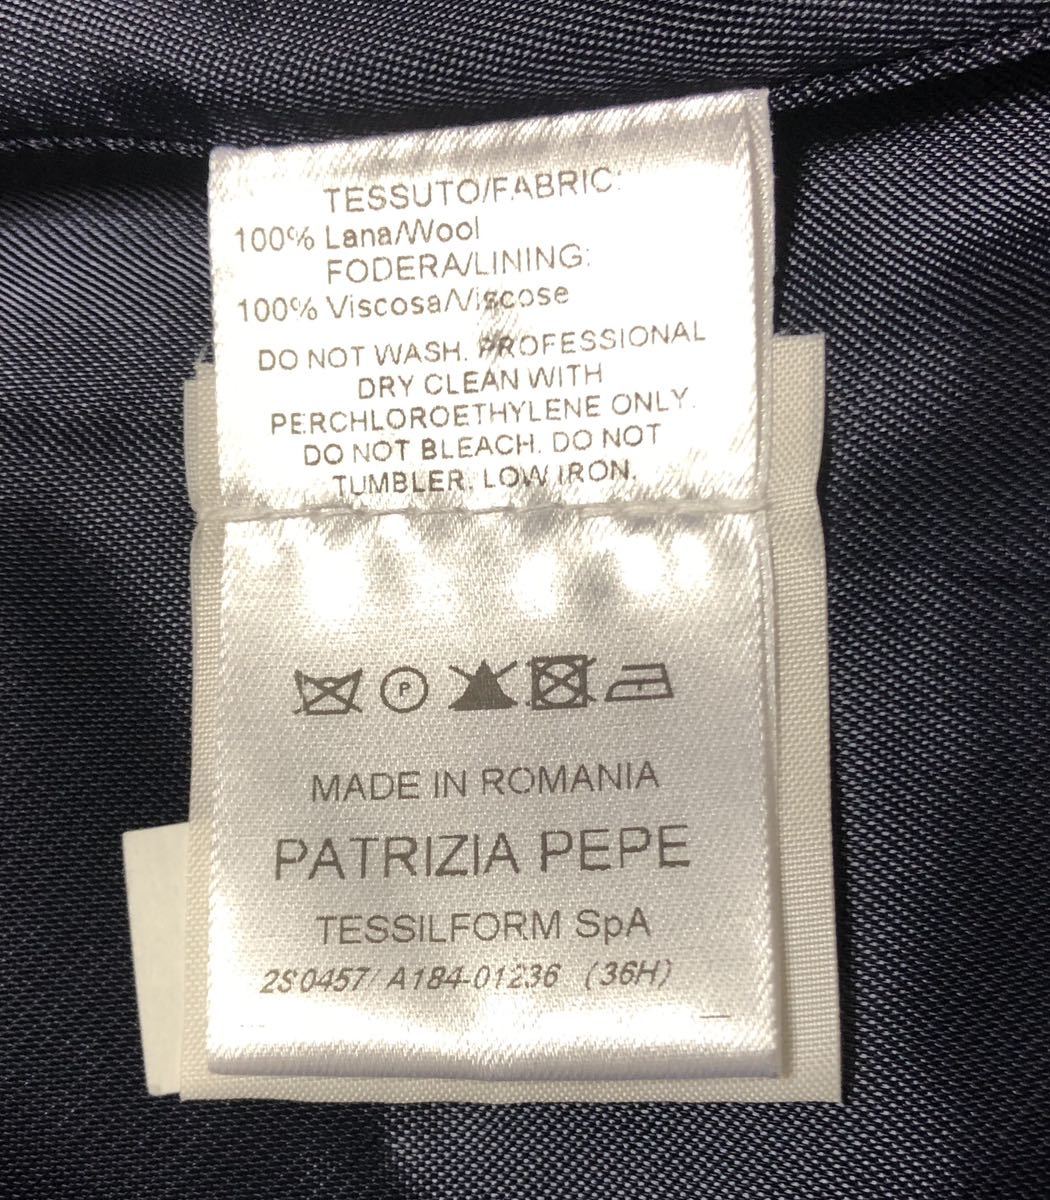 TESSUTO/FABRIC:
100% Lana/Wool
FODERA/LINING:
100% Viscosa/Viscose
DO NOT WASH. PROFESSIONAL
DRY CLEAN WITH
PERCHLOROETHYLENE ONLY.
DO NOT BLEACH. DO NOT
TUMBLER. LOW IRON.
P
MADE IN ROMANIA
PATRIZIA PEPE
TESSILFORM SpA
2S0457/A184-01236 (36H)